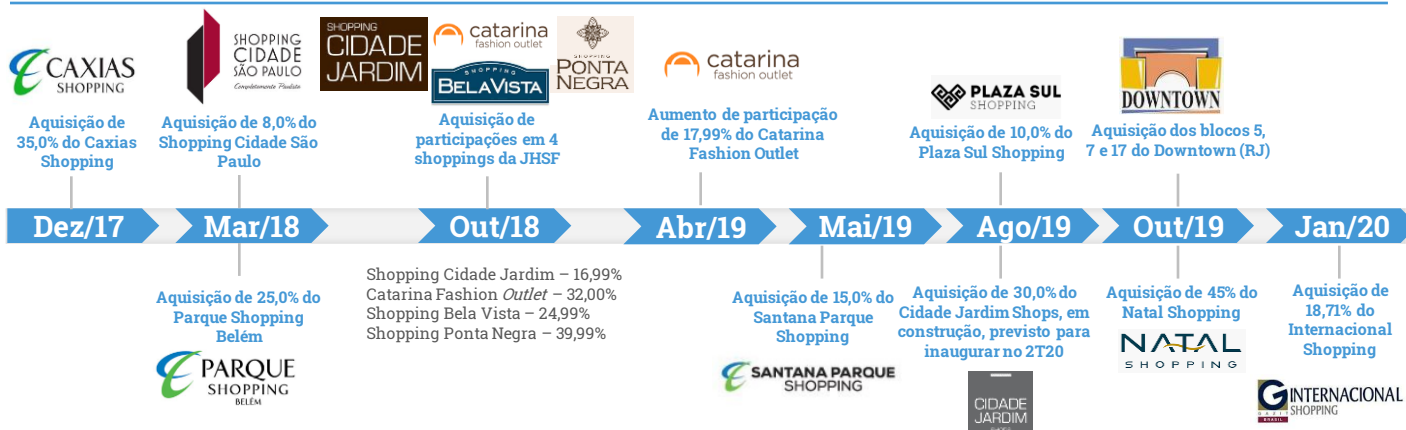 CAXIAS
SHOPPING
Aquisição de
35,0% do Caxias
Shopping
SHOPPING
CIDADE
SÃO PAULO
Completamente Paulista
Aquisição de 8,0% do
Shopping Cidade São
Paulo
SHOPPING
CIDADE
JARDIM
catarina
fashion outlet
SHOPPING
BELAVISTA
SHOPPING
PONTA
NEGRA
Aquisição de
participações em 4
shoppings da JHSF
catarina
fashion outlet
Aumento de participação
de 17,99% do Catarina
Fashion Outlet
PLAZA SUL
SHOPPING
Aquisição de 10,0% do
Plaza Sul Shopping
DOWNTOWN
Aquisição dos blocos 5,
7 e 17 do Downtown (RJ)
Dez/17
Mar/18
Out/18
Abr/19
Mai/19
Ago/19
Out/19
Jan/20
Aquisição de 25,0% do
Parque Shopping
Belém
PARQUE
SHOPPING
BELÉM
Shopping Cidade Jardim – 16,99%
Catarina Fashion Outlet – 32,00%
Shopping Bela Vista – 24,99%
Shopping Ponta Negra – 39,99%
Aquisição de 15,0% do
Santana Parque
Shopping
SANTANA PARQUE
SHOPPING
Aquisição de 30,0% do
Cidade Jardim Shops, em
construção, previsto para
inaugurar no 2T20
CIDADE
JARDIM
Aquisição de 45% do
Natal Shopping
NATAL
SHOPPING
Aquisição de
18,71% do
Internacional
Shopping
G INTERNACIONAL
SHOPPING
GAZIT
BRASIL